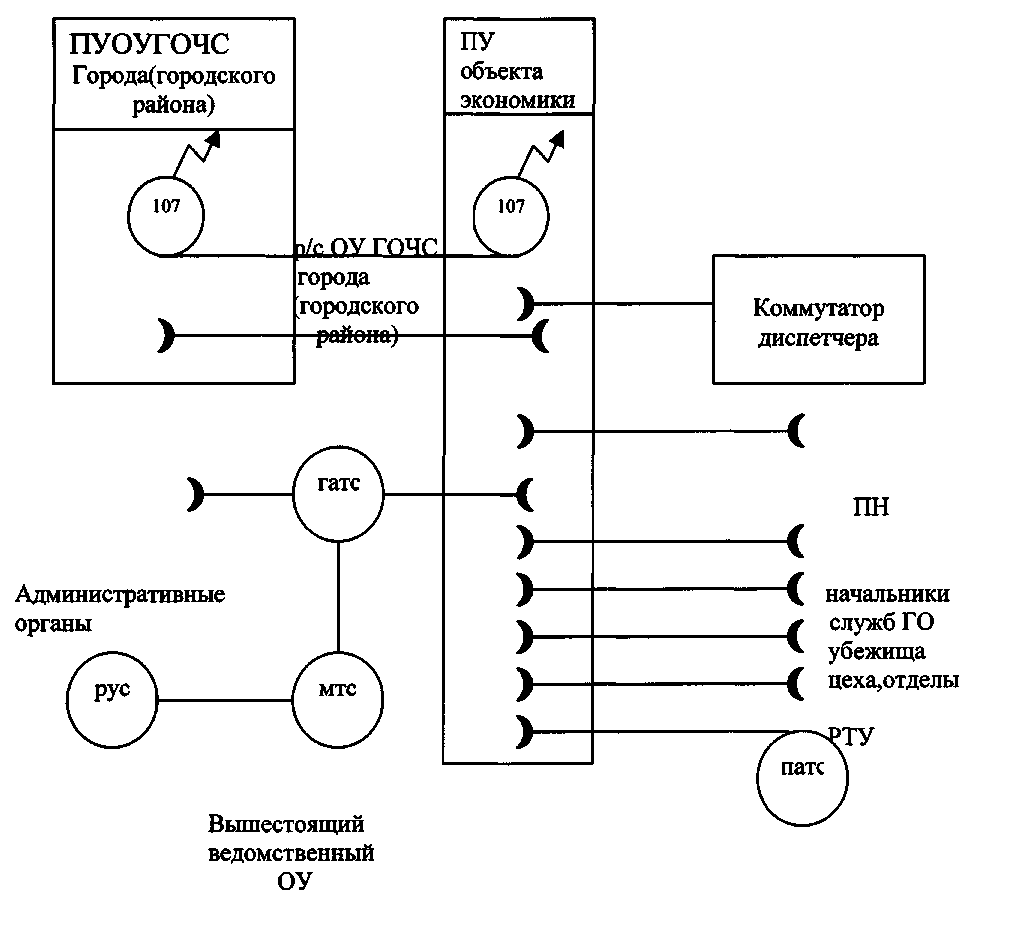 ПУОУГОЧС
Города(городского
района)
ПУ
объекта
экономики
107
107
р/с ОУ ГОЧС
города
(городского
района)
Коммутатор
диспетчера
гатс
ПН
Административные
органы
начальники
служб ГО
убежища
цеха,отделы
рус
мтс
РТУ
патс
Вышестоящий
ведомственный
ОУ